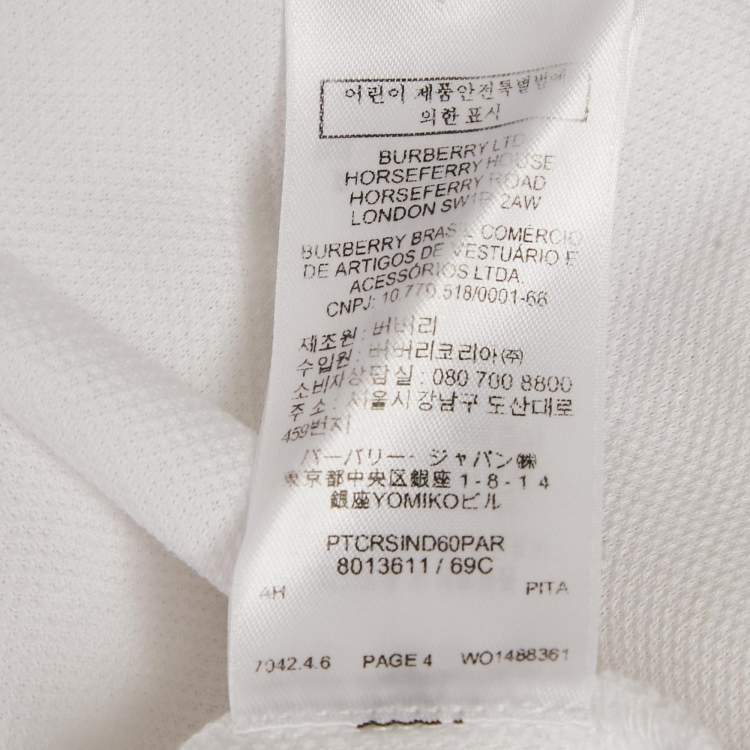 어린이 제품안전특별법에
의한 표시
BURBERRY LTD
HORSEFERRY HOUSE
HORSEFERRY ROAD
LONDON SW1P 2AW
BURBERRY BRASIL COMÉRCIO
DE ARTIGOS DE VESTUÁRIO E
ACESSÓRIOS LTDA.
CNPJ: 10.770.518/0001-66
제조원 : 버버리
수입원 : 버버리코리아(주)
소비자상담실 : 080 700 8800
주소 : 서울시 강남구 도산대로
459번지
バーバリー・ジャパン㈱
東京都中央区銀座 1-8-14
銀座YOMIKOビル
PTCRSIND60PAR
8013611 / 69C
AH PITA
7042.4.6 PAGE 4 WO1488361